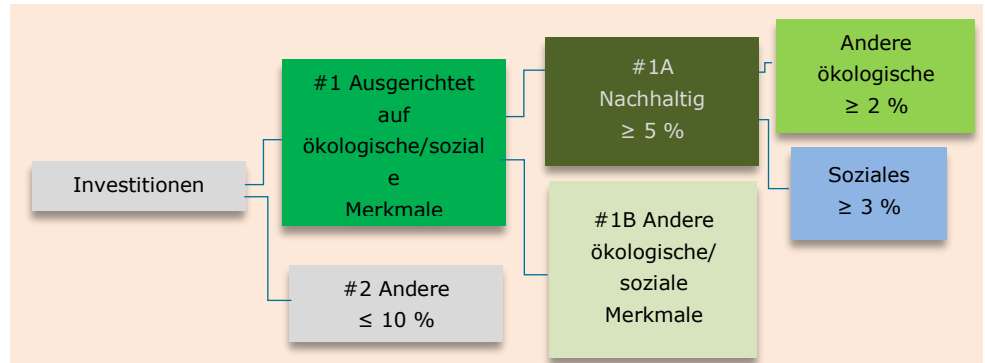 Investitionen
#1 Ausgerichtet
auf
ökologische/sozial
e
Merkmale
#2 Andere
≤ 10 %
#1A
Nachhaltig
≥ 5 %
#1B Andere
ökologische/
soziale
Merkmale
Andere
ökologische
≥ 2 %
Soziales
≥ 3 %